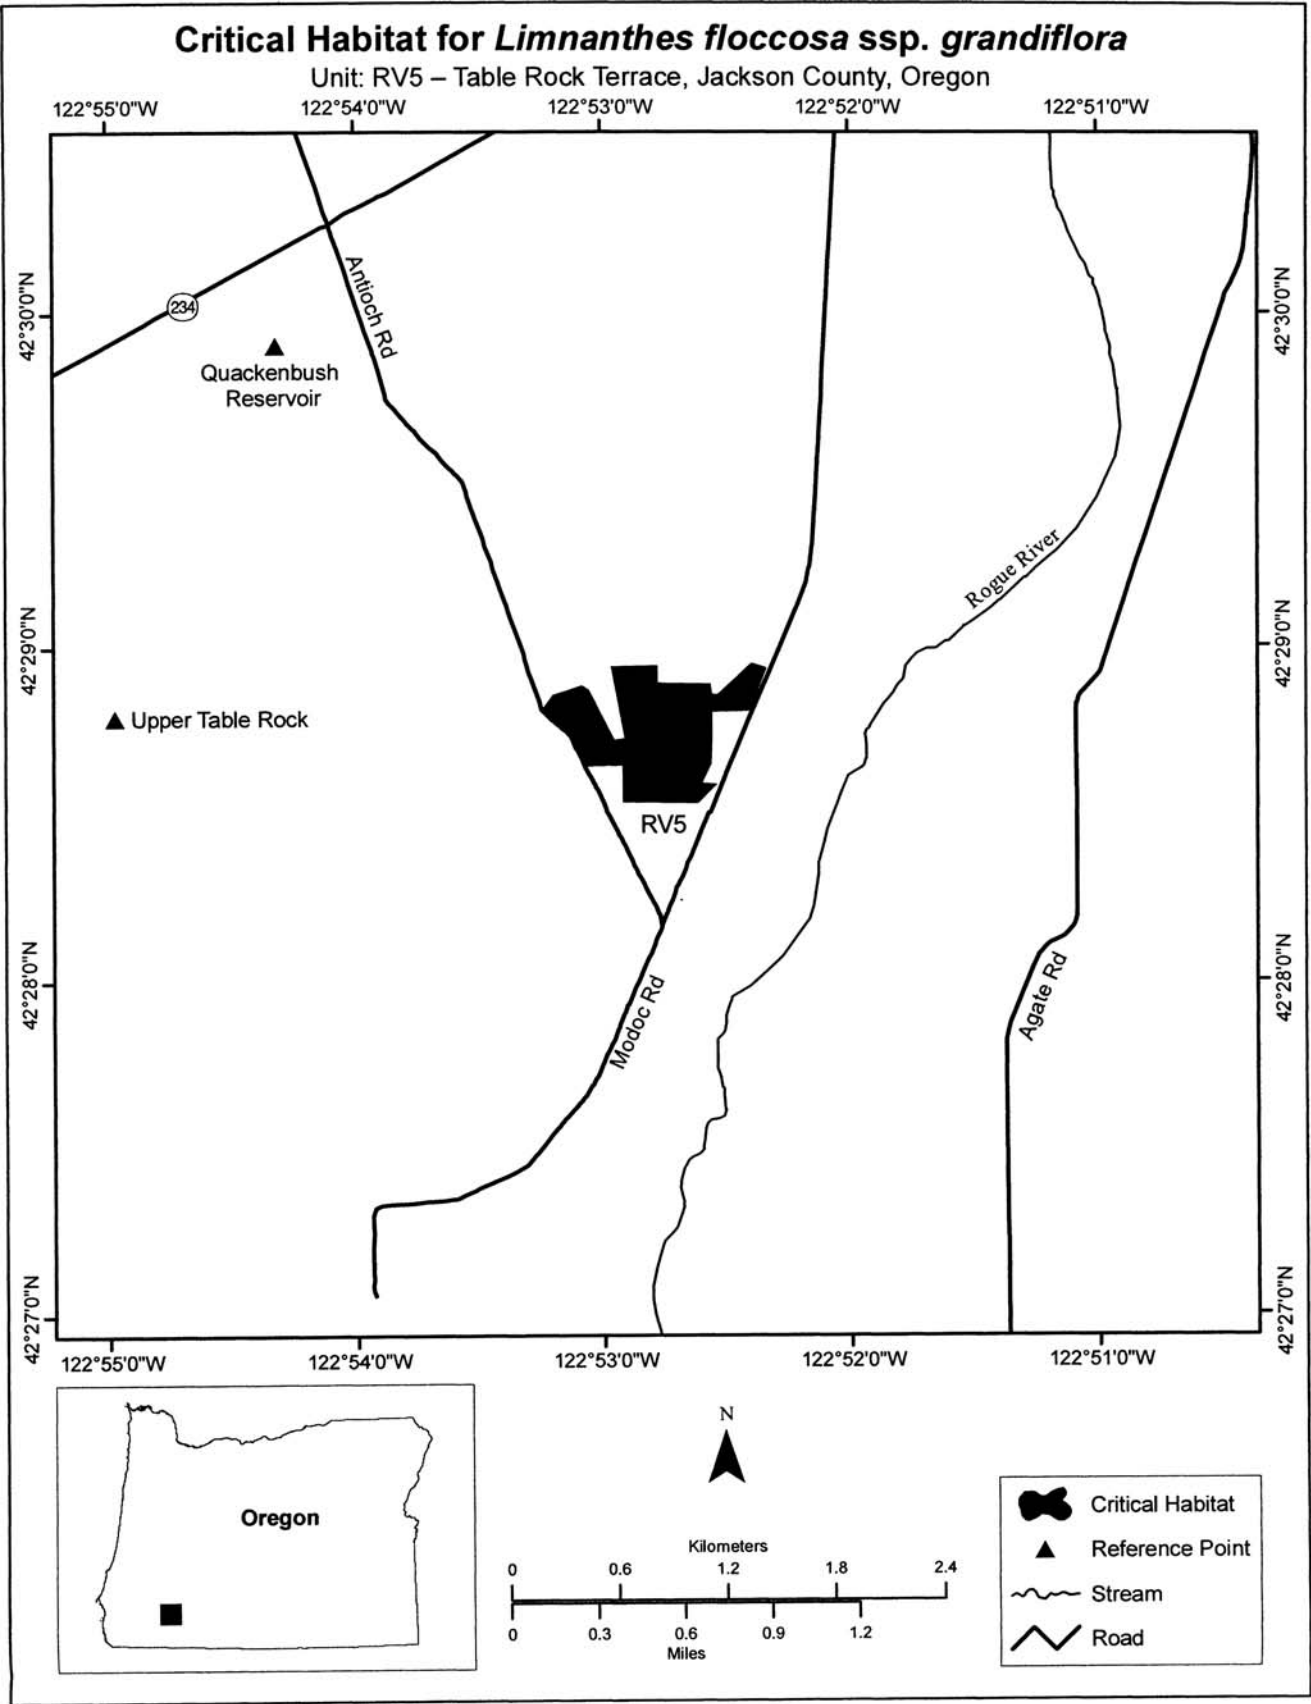 Critical Habitat for Limnanthes floccosa ssp. grandiflora
Unit: RV5 – Table Rock Terrace, Jackson County, Oregon
122°55'0"W 122°54'0"W 122°53'0"W 122°52'0"W 122°51'0"W
42°30'0"N
42°30'0"N
234
Antioch Rd
Quackenbush
Reservoir
Rogue River
42°29'0"N
42°29'0"N
Upper Table Rock
RV5
42°28'0"N
42°28'0"N
Modoc Rd
Agate Rd
42°27'0"N
42°27'0"N
122°55'0"W 122°54'0"W 122°53'0"W 122°52'0"W 122°51'0"W
Oregon
N
Kilometers
0 0.6 1.2 1.8 2.4
0 0.3 0.6 0.9 1.2
Miles
Critical Habitat
Reference Point
Stream
Road